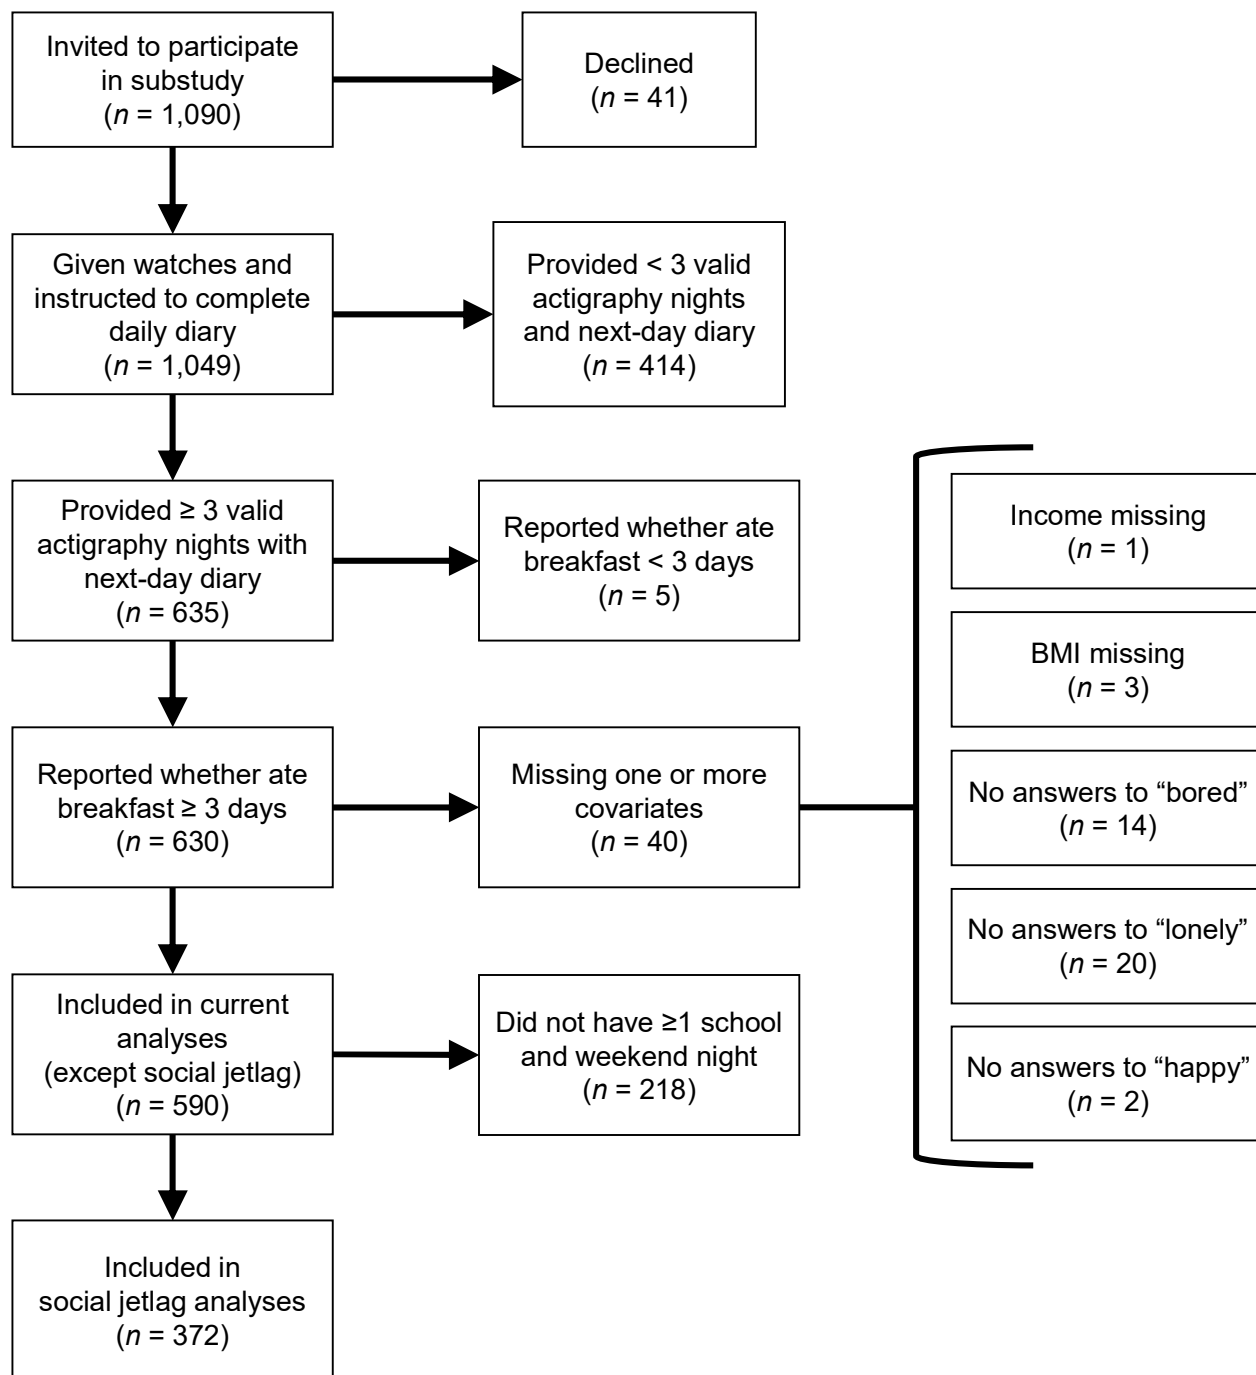 Invited to participate
in substudy
(n = 1,090)
Declined
(n = 41)
Given watches and
instructed to complete
daily diary
(n = 1,049)
Provided < 3 valid
actigraphy nights
and next-day diary
(n = 414)
Provided ≥ 3 valid
actigraphy nights with
next-day diary
(n = 635)
Reported whether ate
breakfast < 3 days
(n = 5)
Reported whether ate
breakfast ≥ 3 days
(n = 630)
Missing one or more
covariates
(n = 40)
Income missing
(n = 1)
BMI missing
(n = 3)
No answers to “bored”
(n = 14)
No answers to “lonely”
(n = 20)
No answers to “happy”
(n = 2)
Included in current
analyses
(except social jetlag)
(n = 590)
Did not have ≥1 school
and weekend night
(n = 218)
Included in
social jetlag analyses
(n = 372)